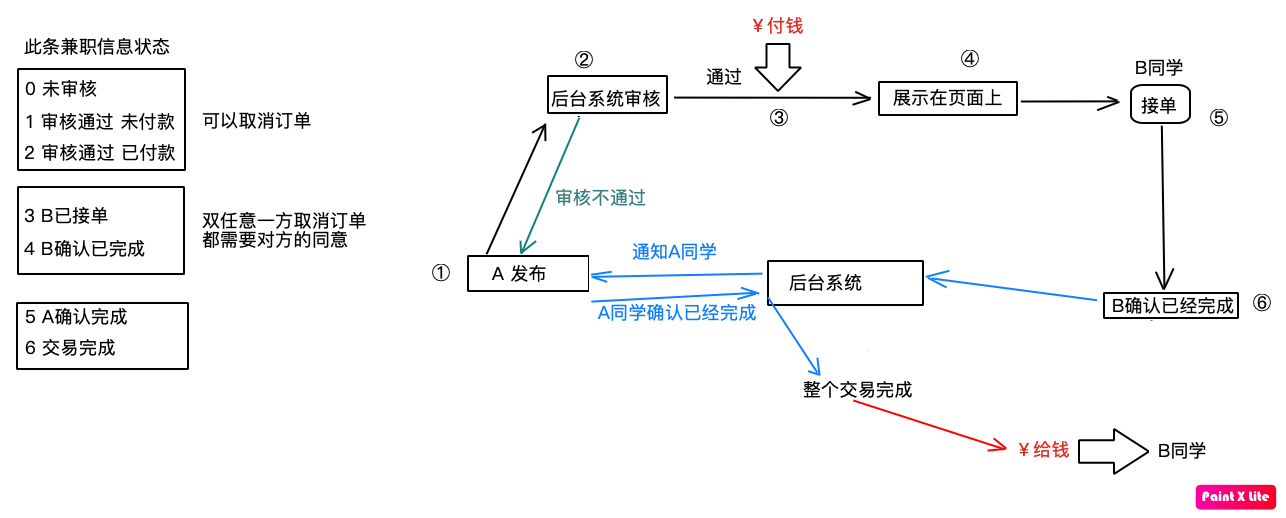 此条兼职信息状态
0 未审核
1 审核通过 未付款
2 审核通过 已付款
可以取消订单
3 B已接单
4 B确认已完成
双任意一方取消订单
都需要对方的同意
5 A确认完成
6 交易完成
①
A 发布
②
后台系统审核
审核不通过
通过
¥付钱
③
④
展示在页面上
B同学
接单
⑤
B确认已经完成
⑥
后台系统
通知A同学
A同学确认已经完成
整个交易完成
¥给钱
B同学
Paint X Lite